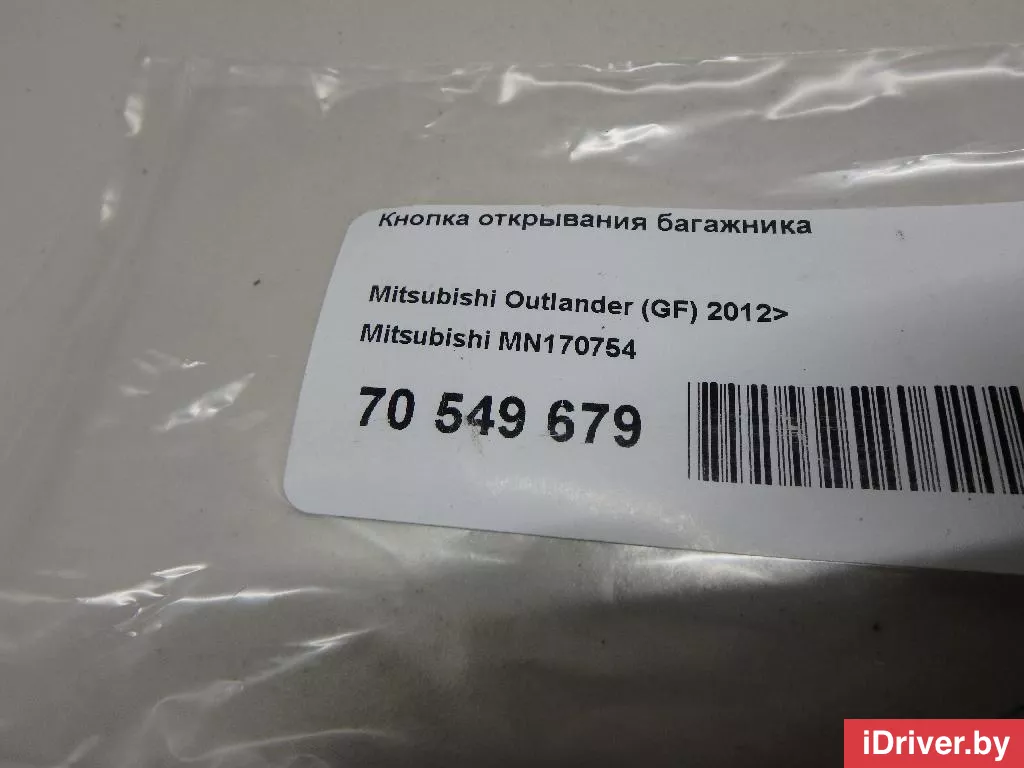 Кнопка открывания багажника
Mitsubishi Outlander (GF) 2012>
Mitsubishi MN170754
70 549 679
iDriver.by